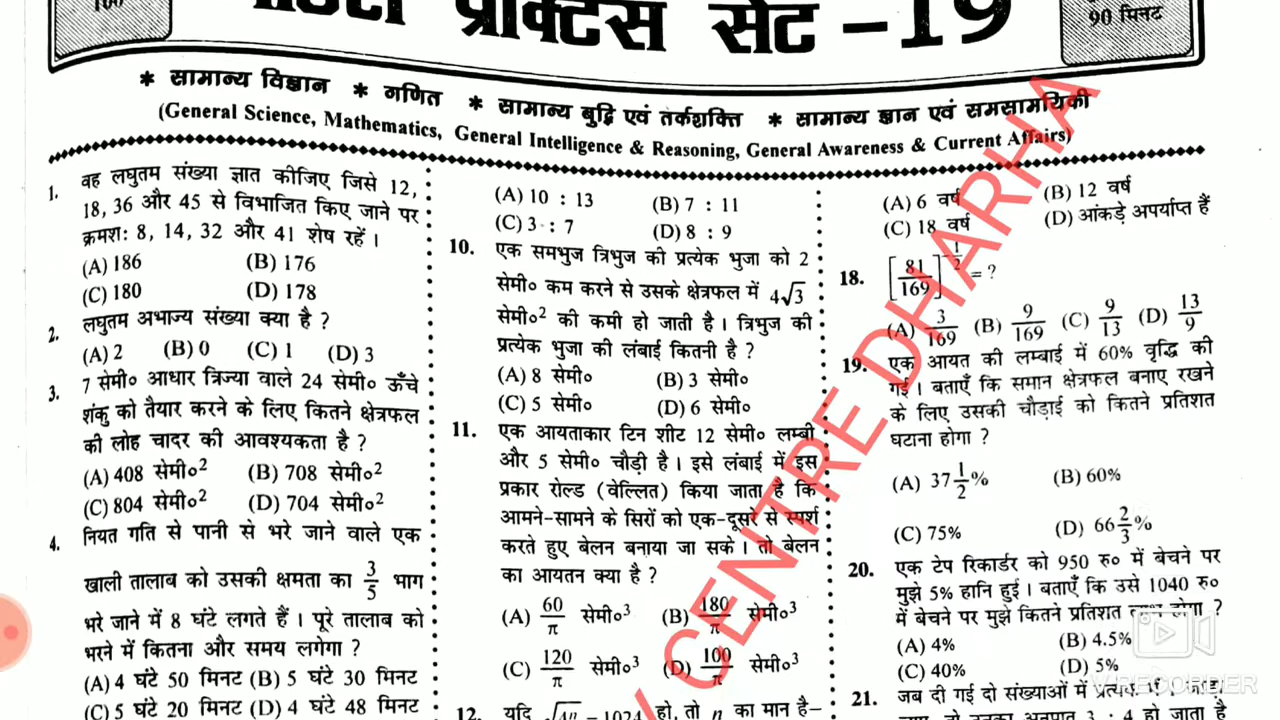 100
प्रैक्टिस सेट -19
90 मिनट
* सामान्य विज्ञान * गणित * सामान्य बुद्धि एवं तर्कशक्ति * सामान्य ज्ञान एवं समसामयिकी
(General Science, Mathematics, General Intelligence & Reasoning, General Awareness & Current Affairs)
1. वह लघुतम संख्या ज्ञात कीजिए जिसे 12,
18, 36 और 45 से विभाजित किए जाने पर
क्रमशः 8, 14, 32 और 41 शेष रहें।
(A) 186 (B) 176
(C) 180 (D) 178
2. लघुतम अभाज्य संख्या क्या है ?
(A) 2 (B) 0 (C) 1 (D) 3
3. 7 सेमी० आधार त्रिज्या वाले 24 सेमी० ऊँचे
शंकु को तैयार करने के लिए कितने क्षेत्रफल
की लोह चादर की आवश्यकता है ?
(A) 408 सेमी०² (B) 708 सेमी०²
(C) 804 सेमी०² (D) 704 सेमी०²
4. नियत गति से पानी से भरे जाने वाले एक
खाली तालाब को उसकी क्षमता का 3/5 भाग
भरे जाने में 8 घंटे लगते हैं। पूरे तालाब को
भरने में कितना और समय लगेगा ?
(A) 4 घंटे 50 मिनट (B) 5 घंटे 30 मिनट
(C) 5 घंटे 20 मिनट (D) 4 घंटे 48 मिनट
(A) 10 : 13 (B) 7 : 11
(C) 3 : 7 (D) 8 : 9
10. एक समभुज त्रिभुज की प्रत्येक भुजा को 2
सेमी० कम करने से उसके क्षेत्रफल में 4√3
सेमी०² की कमी हो जाती है। त्रिभुज की
प्रत्येक भुजा की लंबाई कितनी है ?
(A) 8 सेमी० (B) 3 सेमी०
(C) 5 सेमी० (D) 6 सेमी०
11. एक आयताकार टिन शीट 12 सेमी० लम्बी
और 5 सेमी० चौड़ी है। इसे लंबाई में इस
प्रकार रोल्ड (वेल्लित) किया जाता है कि
आमने-सामने के सिरों को एक-दूसरे से स्पर्श
करते हुए बेलन बनाया जा सके। तो बेलन
का आयतन क्या है ?
(A) 60/π सेमी०³ (B) 180/π सेमी०³
(C) 120/π सेमी०³ (D) 100/π सेमी०³
12. यदि √4n = 1024 हो, तो n का मान है–
(A) 6 वर्ष (B) 12 वर्ष
(C) 18 वर्ष (D) आंकड़े अपर्याप्त हैं
18. [81/169]^-1/2 = ?
(A) 3/169 (B) 9/169 (C) 9/13 (D) 13/9
19. एक आयत की लम्बाई में 60% वृद्धि की
गई। बताएँ कि समान क्षेत्रफल बनाए रखने
के लिए उसकी चौड़ाई को कितने प्रतिशत
घटाना होगा ?
(A) 37 1/2% (B) 60%
(C) 75% (D) 66 2/3%
20. एक टेप रिकार्डर को 950 रु० में बेचने पर
मुझे 5% हानि हुई। बताएँ कि उसे 1040 रु०
में बेचने पर मुझे कितने प्रतिशत लाभ होगा ?
(A) 4% (B) 4.5%
(C) 40% (D) 5%
21. जब दी गई दो संख्याओं में प्रत्येक
अनुपात 3 : 4 हो जाता है
CENTRE DHARHA
V RECORDER